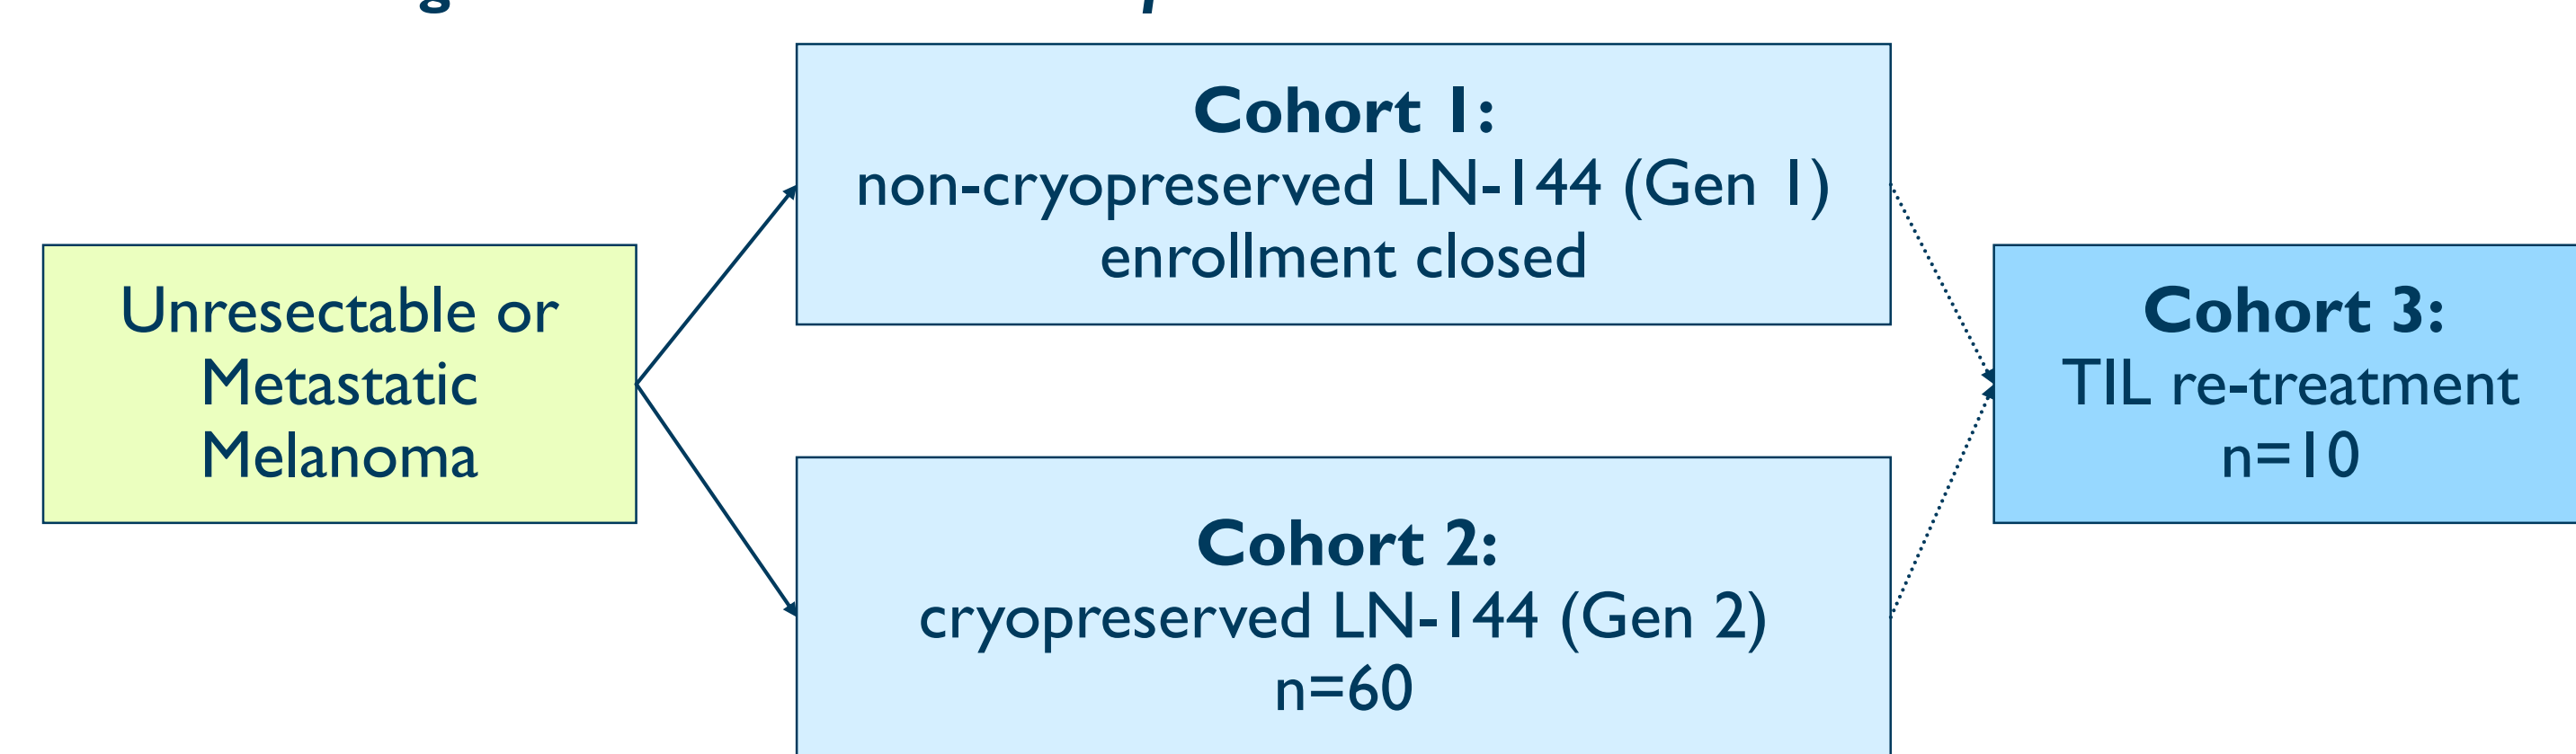 Unresectable or
Metastatic
Melanoma
Cohort 1:
non-cryopreserved LN-144 (Gen 1)
enrollment closed
Cohort 2:
cryopreserved LN-144 (Gen 2)
n=60
Cohort 3:
TIL re-treatment
n=10